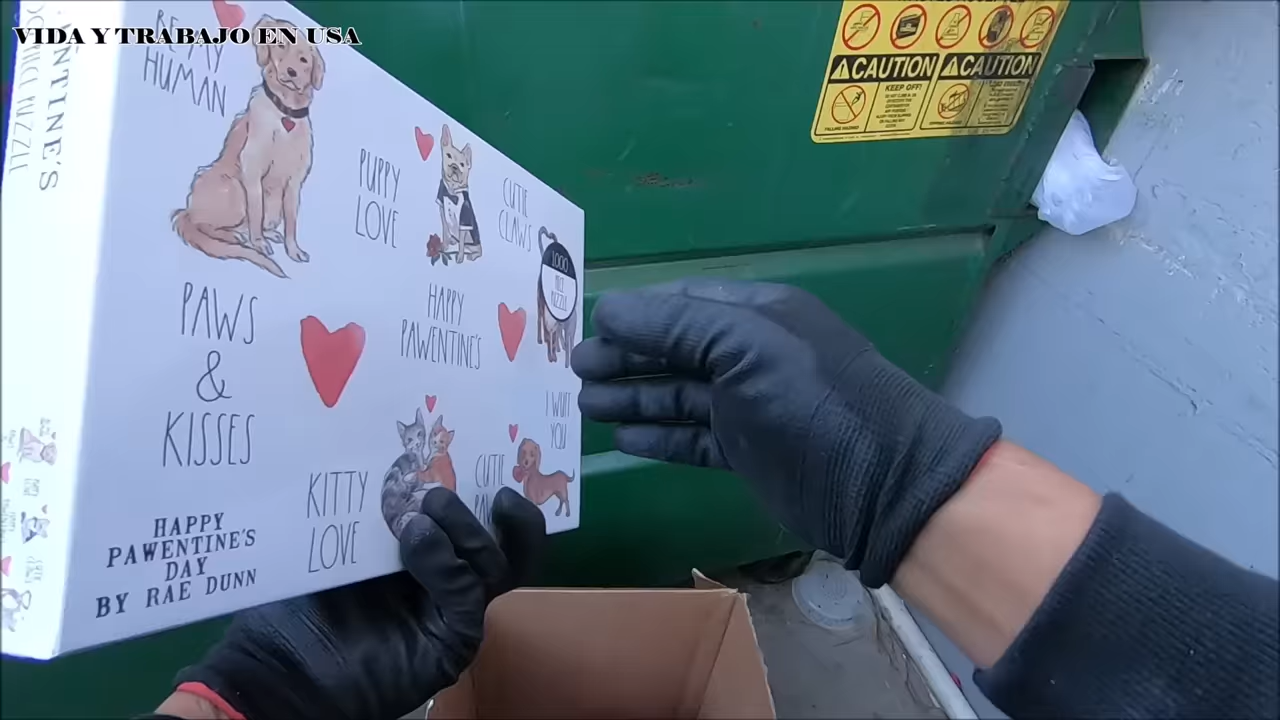 VIDA Y TRABAJO EN USA
BE MY
HUMAN
PUPPY
LOVE
CUTIE
CLAWS
1000
PUZZLE
PAWS
&
KISSES
HAPPY
PAWENTINE'S
I WUFF
YOU
KITTY
LOVE
CUTIE
HAPPY
PAWENTINE'S
DAY
BY RAE DUNN
CAUTION
KEEP OFF!
CAUTION